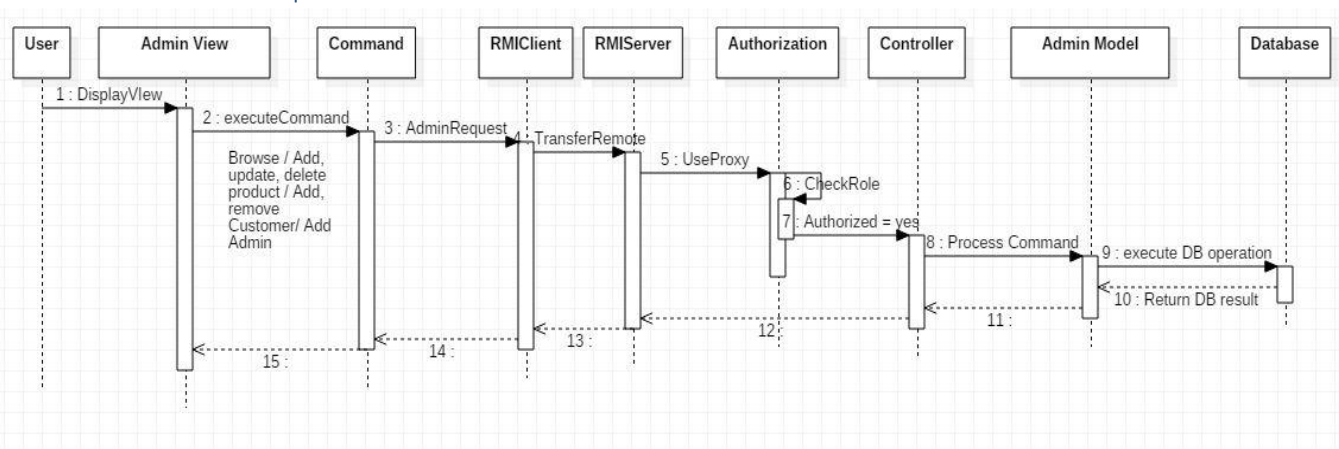 User
Admin View
Command
RMIClient
RMIServer
Authorization
Controller
Admin Model
Database
1 : DisplayVIew
2 : executeCommand
Browse / Add,
update, delete
product / Add,
remove
Customer/ Add
Admin
3 : AdminRequest
4 : TransferRemote
5 : UseProxy
6 : CheckRole
7 : Authorized = yes
8 : Process Command
9 : execute DB operation
10 : Return DB result
11 :
12 :
13 :
14 :
15 :